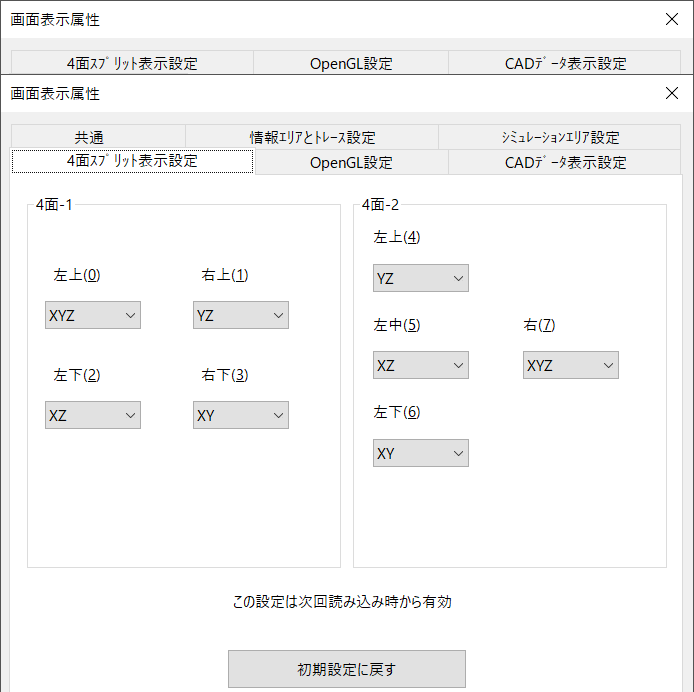 画面表示属性
4面ｽﾌﾟﾘｯﾄ表示設定 OpenGL設定 CADﾃﾞｰﾀ表示設定
画面表示属性
共通 情報ｴﾘｱとﾄﾚｰｽ設定 ｼﾐｭﾚｰｼｮﾝｴﾘｱ設定
4面ｽﾌﾟﾘｯﾄ表示設定 OpenGL設定 CADﾃﾞｰﾀ表示設定
4面-1
左上(0) 右上(1)
XYZ YZ
左下(2) 右下(3)
XZ XY
4面-2
左上(4)
YZ
左中(5) 右(7)
XZ XYZ
左下(6)
XY
この設定は次回読み込み時から有効
初期設定に戻す